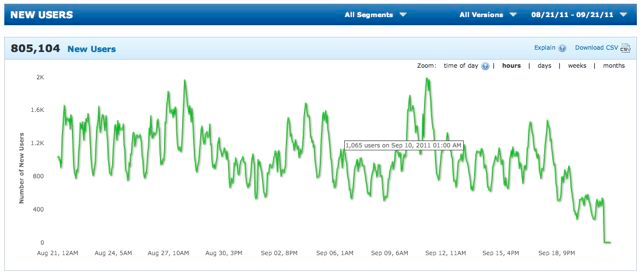 NEW USERS All Segments All Versions 08/21/11 - 09/21/11
805,104 New Users Explain ? Download CSV CSV
Zoom: time of day ? | hours | days | weeks | months
2K
1.6K
1.2K
800
400
0
Number of New Users
1,065 users on Sep 10, 2011 01:00 AM
Aug 21, 12AM Aug 24, 5AM Aug 27, 10AM Aug 30, 3PM Sep 02, 8PM Sep 06, 1AM Sep 09, 6AM Sep 12, 11AM Sep 15, 4PM Sep 18, 9PM